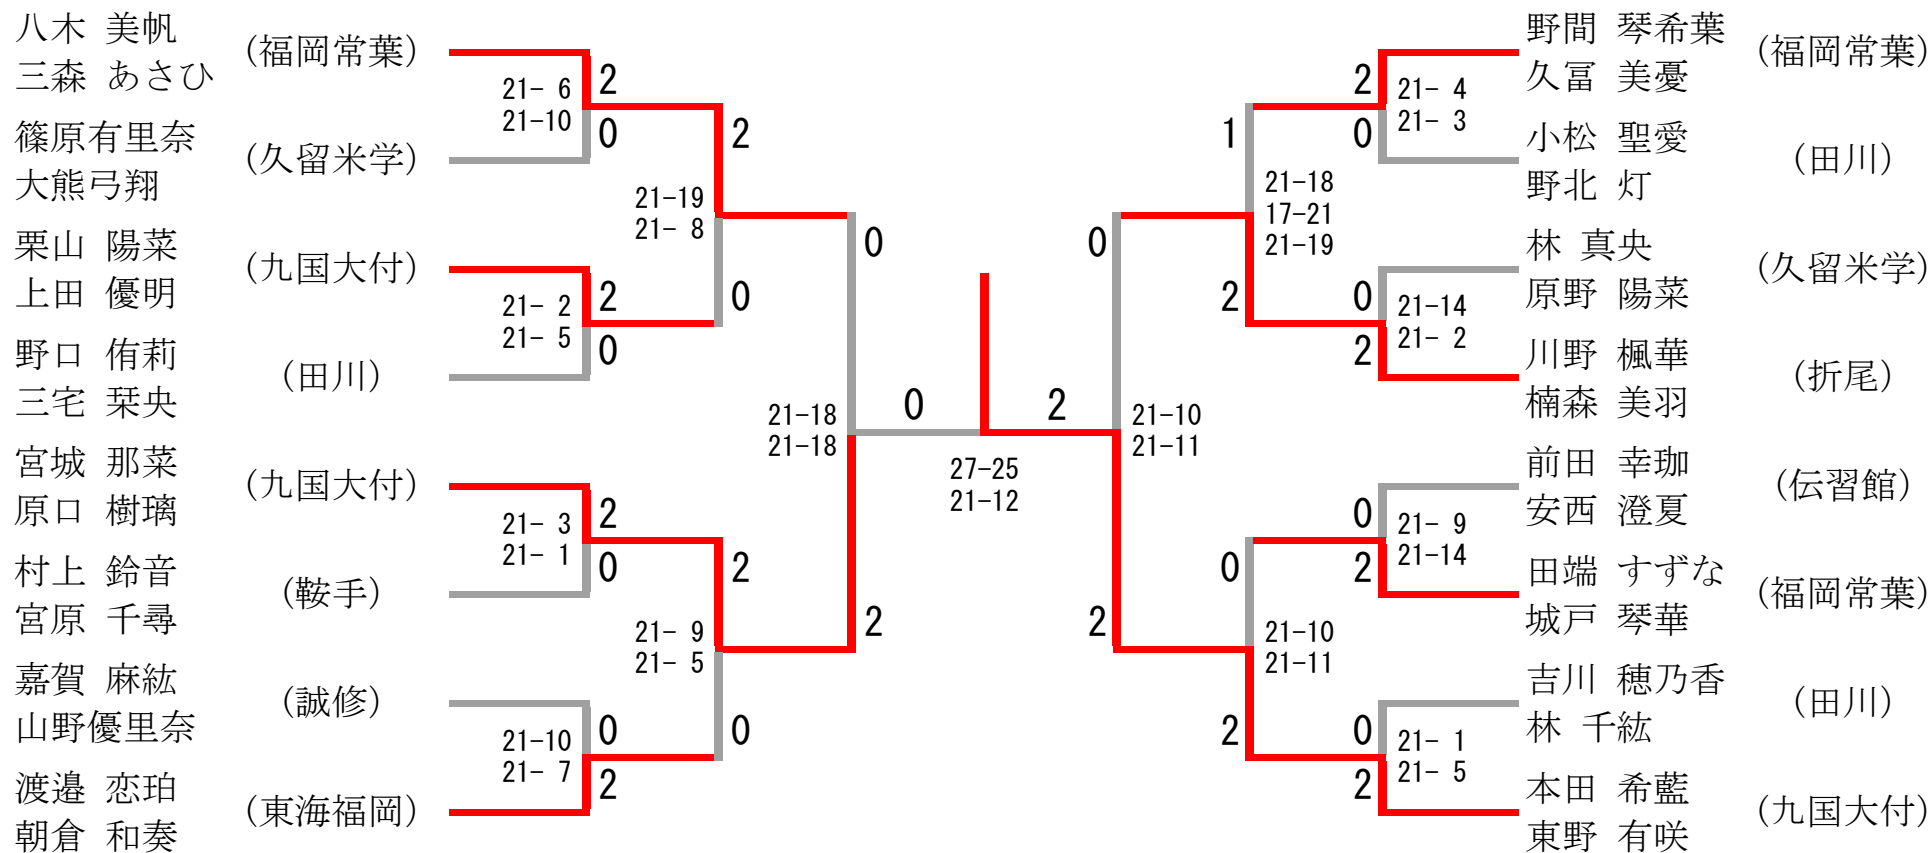 八木 美帆
三森 あさひ
(福岡常葉)
篠原有里奈
大熊弓翔
(久留米学)
栗山 陽菜
上田 優明
(九国大付)
野口 侑莉
三宅 栞央
(田川)
宮城 那菜
原口 樹璃
(九国大付)
村上 鈴音
宮原 千尋
(鞍手)
嘉賀 麻紘
山野優里奈
(誠修)
渡邉 恋珀
朝倉 和奏
(東海福岡)
21- 6
21-10
2
0
21- 2
21- 5
2
0
21- 3
21- 1
2
0
21-10
21- 7
0
2
21-19
21- 8
2
0
21- 9
21- 5
2
0
21-18
21-18
0
2
0
2
27-25
21-12
0
2
21-10
21-11
1
2
21-18
17-21
21-19
0
2
21-10
21-11
2
0
21- 4
21- 3
0
2
21-14
21- 2
0
2
21- 9
21-14
0
2
21- 1
21- 5
野間 琴希葉
久冨 美憂
(福岡常葉)
小松 聖愛
野北 灯
(田川)
林 真央
原野 陽菜
(久留米学)
川野 楓華
楠森 美羽
(折尾)
前田 幸珈
安西 澄夏
(伝習館)
田端 すずな
城戸 琴華
(福岡常葉)
吉川 穂乃香
林 千紘
(田川)
本田 希藍
東野 有咲
(九国大付)